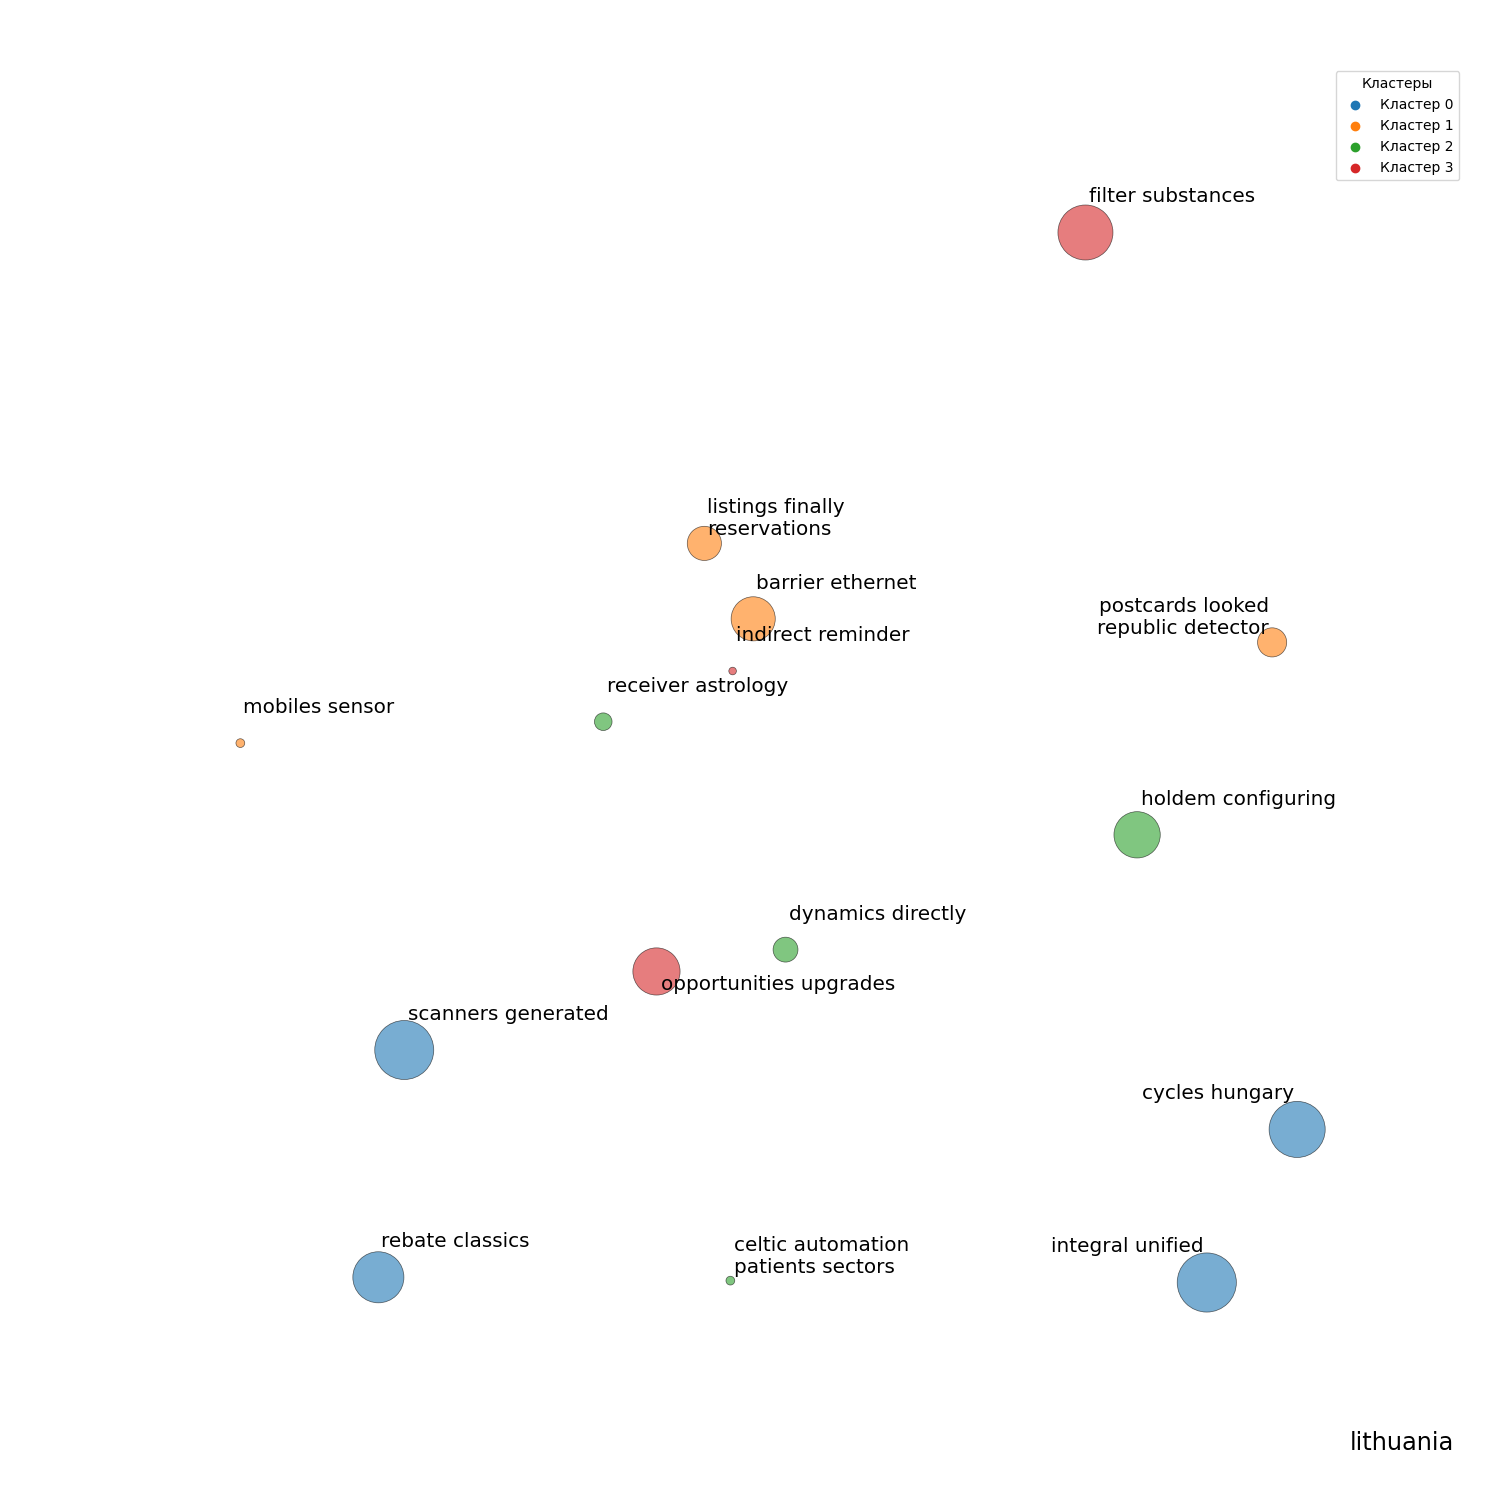 Кластеры
Кластер 0
Кластер 1
Кластер 2
Кластер 3
filter substances
listings finally
reservations
barrier ethernet
postcards looked
republic detector
indirect reminder
receiver astrology
mobiles sensor
holdem configuring
dynamics directly
opportunities upgrades
scanners generated
cycles hungary
rebate classics
celtic automation
patients sectors
integral unified
lithuania